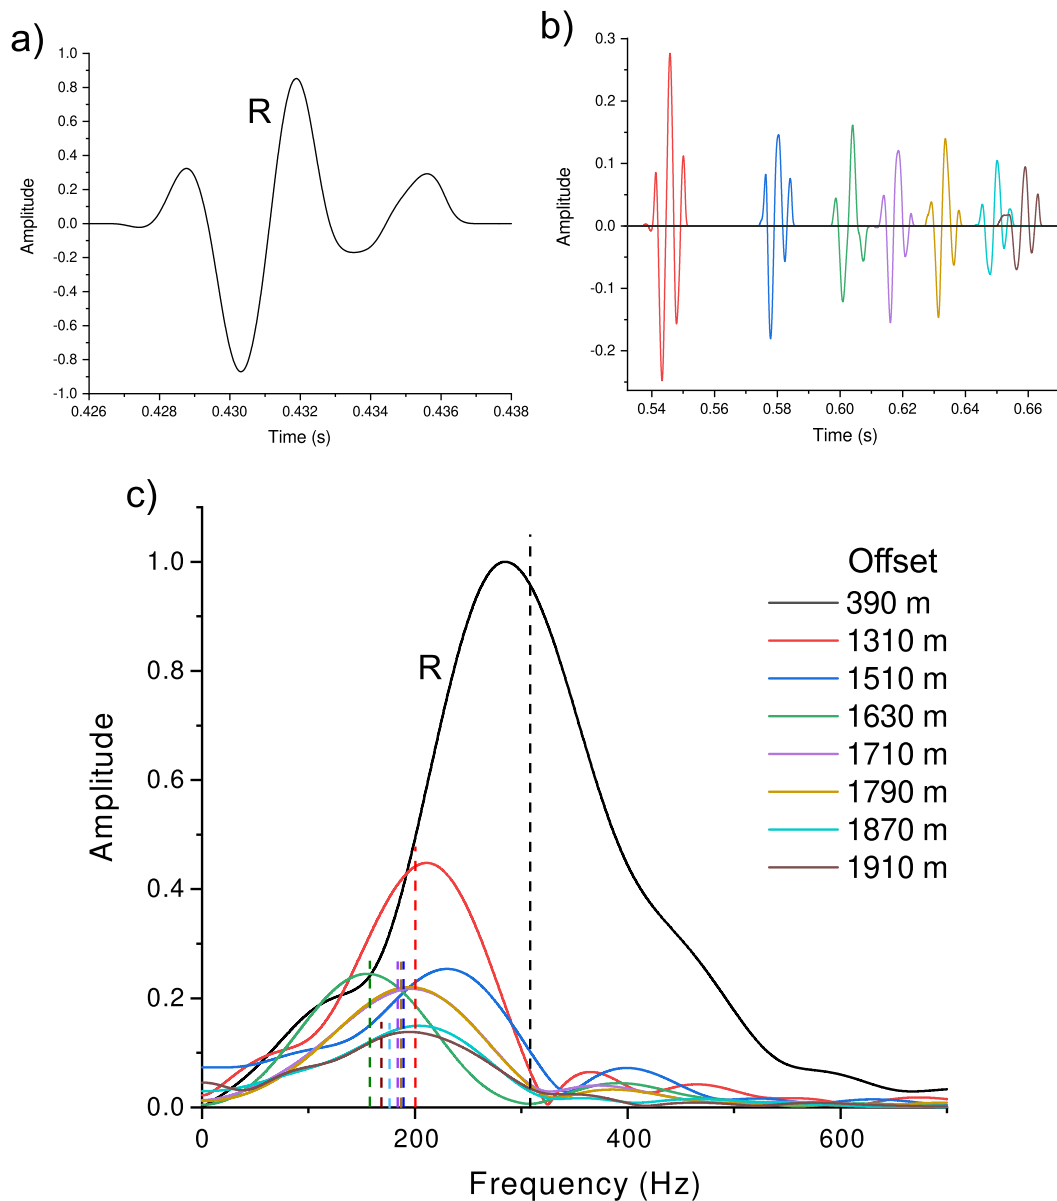 a)
1.0
0.8
0.6
0.4
0.2
0.0
-0.2
-0.4
-0.6
-0.8
-1.0
Amplitude
R
0.426 0.428 0.430 0.432 0.434 0.436 0.438
Time (s)
b)
0.3
0.2
0.1
0.0
-0.1
-0.2
Amplitude
0.54 0.56 0.58 0.60 0.62 0.64 0.66
Time (s)
c)
1.0
0.8
0.6
0.4
0.2
0.0
Amplitude
R
0 200 400 600
Frequency (Hz)
Offset
390 m
1310 m
1510 m
1630 m
1710 m
1790 m
1870 m
1910 m